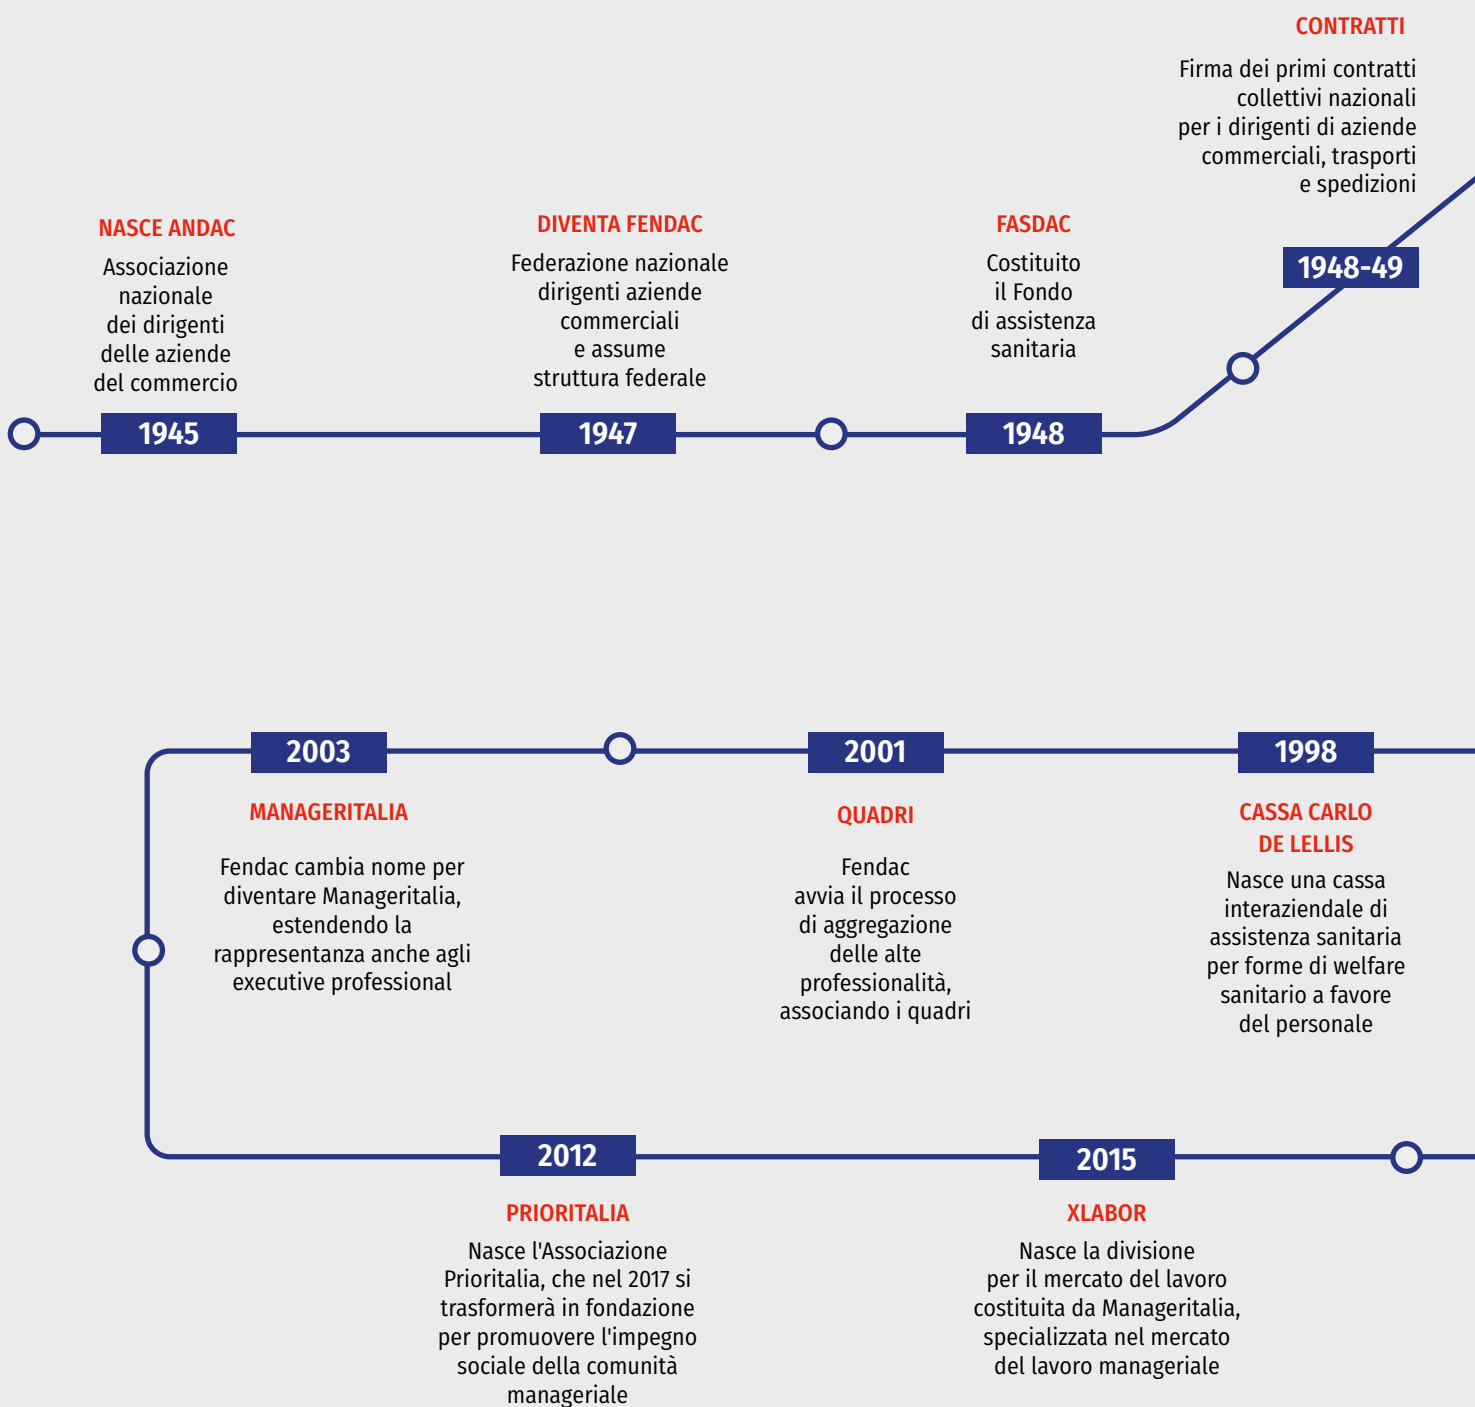 NASCE ANDAC
Associazione
nazionale
dei dirigenti
delle aziende
del commercio
1945
DIVENTA FENDAC
Federazione nazionale
dirigenti aziende
commerciali
e assume
struttura federale
1947
FASDAC
Costituito
il Fondo
di assistenza
sanitaria
1948
CONTRATTI
Firma dei primi contratti
collettivi nazionali
per i dirigenti di aziende
commerciali, trasporti
e spedizioni
1948-49
1998
CASSA CARLO
DE LELLIS
Nasce una cassa
interaziendale di
assistenza sanitaria
per forme di welfare
sanitario a favore
del personale
2001
QUADRI
Fendac
avvia il processo
di aggregazione
delle alte
professionalità,
associando i quadri
2003
MANAGERITALIA
Fendac cambia nome per
diventare Manageritalia,
estendendo la
rappresentanza anche agli
executive professional
2012
PRIORITALIA
Nasce l'Associazione
Prioritalia, che nel 2017 si
trasformerà in fondazione
per promuovere l'impegno
sociale della comunità
manageriale
2015
XLABOR
Nasce la divisione
per il mercato del lavoro
costituita da Manageritalia,
specializzata nel mercato
del lavoro manageriale